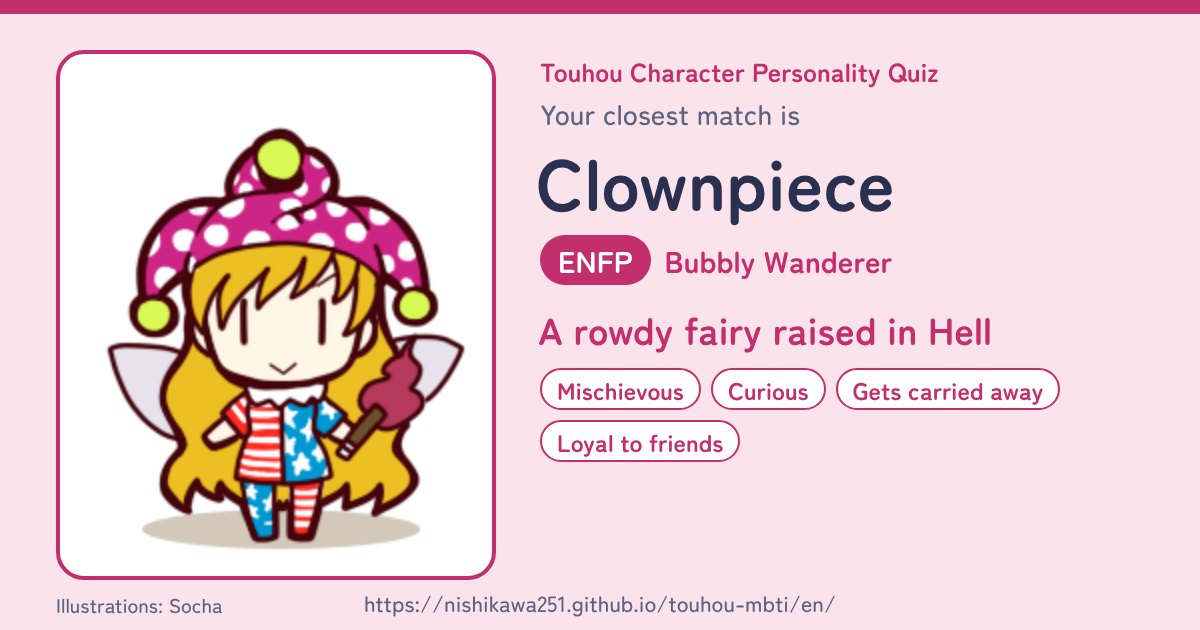 Touhou Character Personality Quiz
Your closest match is
Clownpiece
ENFP Bubbly Wanderer
A rowdy fairy raised in Hell
Mischievous Curious Gets carried away
Loyal to friends
Illustrations: Socha https://nishikawa251.github.io/touhou-mbti/en/